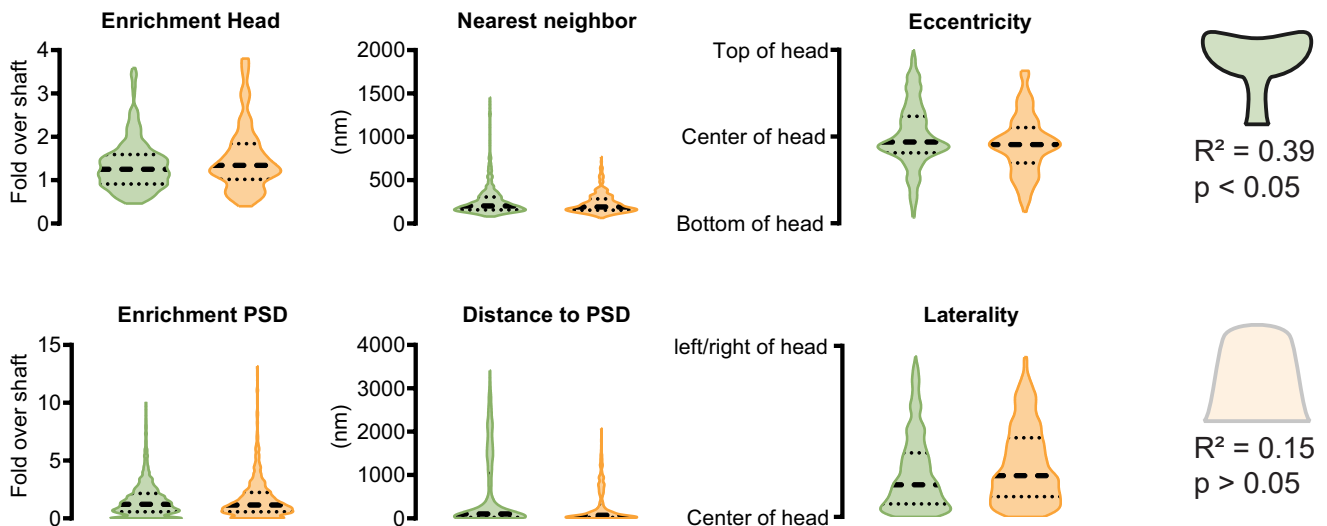 Enrichment Head
Fold over shaft
4
3
2
1
0
Nearest neighbor
(nm)
2000
1500
1000
500
0
Eccentricity
Top of head
Center of head
Bottom of head
R² = 0.39
p < 0.05
Enrichment PSD
Fold over shaft
15
10
5
0
Distance to PSD
(nm)
4000
3000
2000
1000
0
Laterality
left/right of head
Center of head
R² = 0.15
p > 0.05